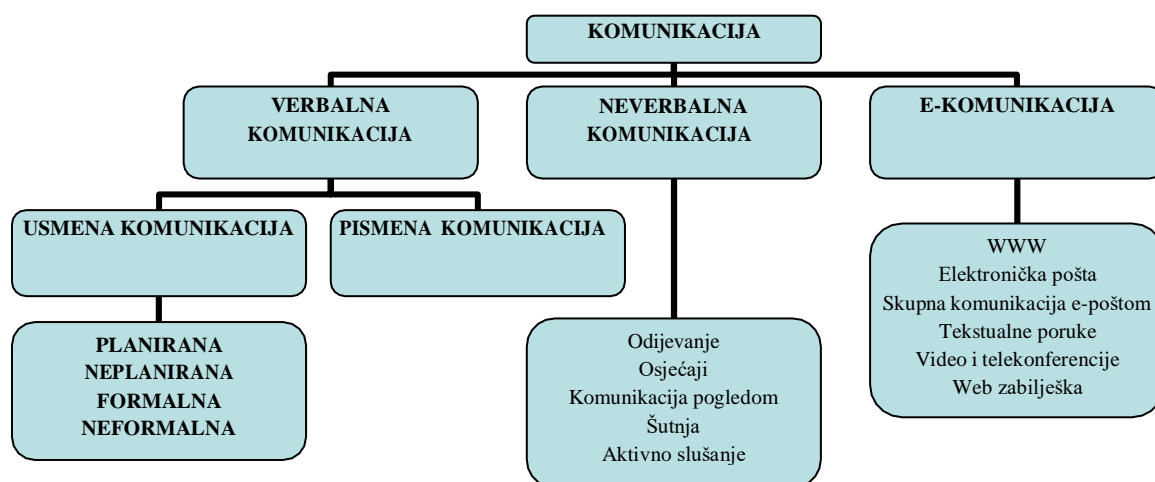 KOMUNIKACIJA
VERBALNA
KOMUNIKACIJA
NEVERBALNA
KOMUNIKACIJA
E-KOMUNIKACIJA
USMENA KOMUNIKACIJA
PISMENA KOMUNIKACIJA
PLANIRANA
NEPLANIRANA
FORMALNA
NEFORMALNA
Odijevanje
Osjećaji
Komunikacija pogledom
Šutnja
Aktivno slušanje
WWW
Elektronička pošta
Skupna komunikacija e-poštom
Tekstualne poruke
Video i telekonferencije
Web zabilješka